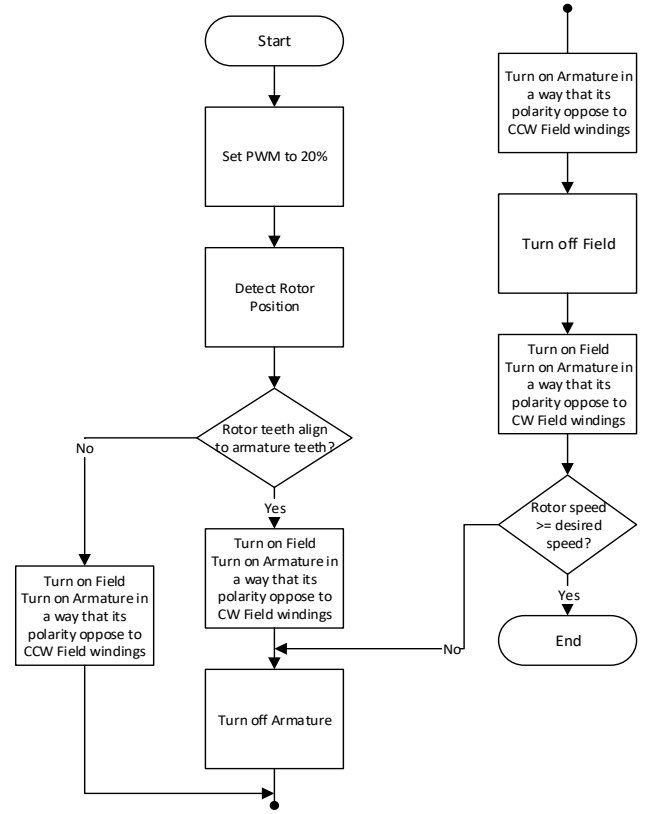 Start
Set PWM to 20%
Detect Rotor
Position
Rotor teeth align
to armature teeth?
No
Yes
Turn on Field
Turn on Armature in
a way that its
polarity oppose to
CCW Field windings
Turn on Field
Turn on Armature in
a way that its
polarity oppose to
CW Field windings
Turn off Armature
Turn on Armature in
a way that its
polarity oppose to
CCW Field windings
Turn off Field
Turn on Field
Turn on Armature in
a way that its
polarity oppose to
CW Field windings
Rotor speed
>= desired
speed?
No
Yes
End